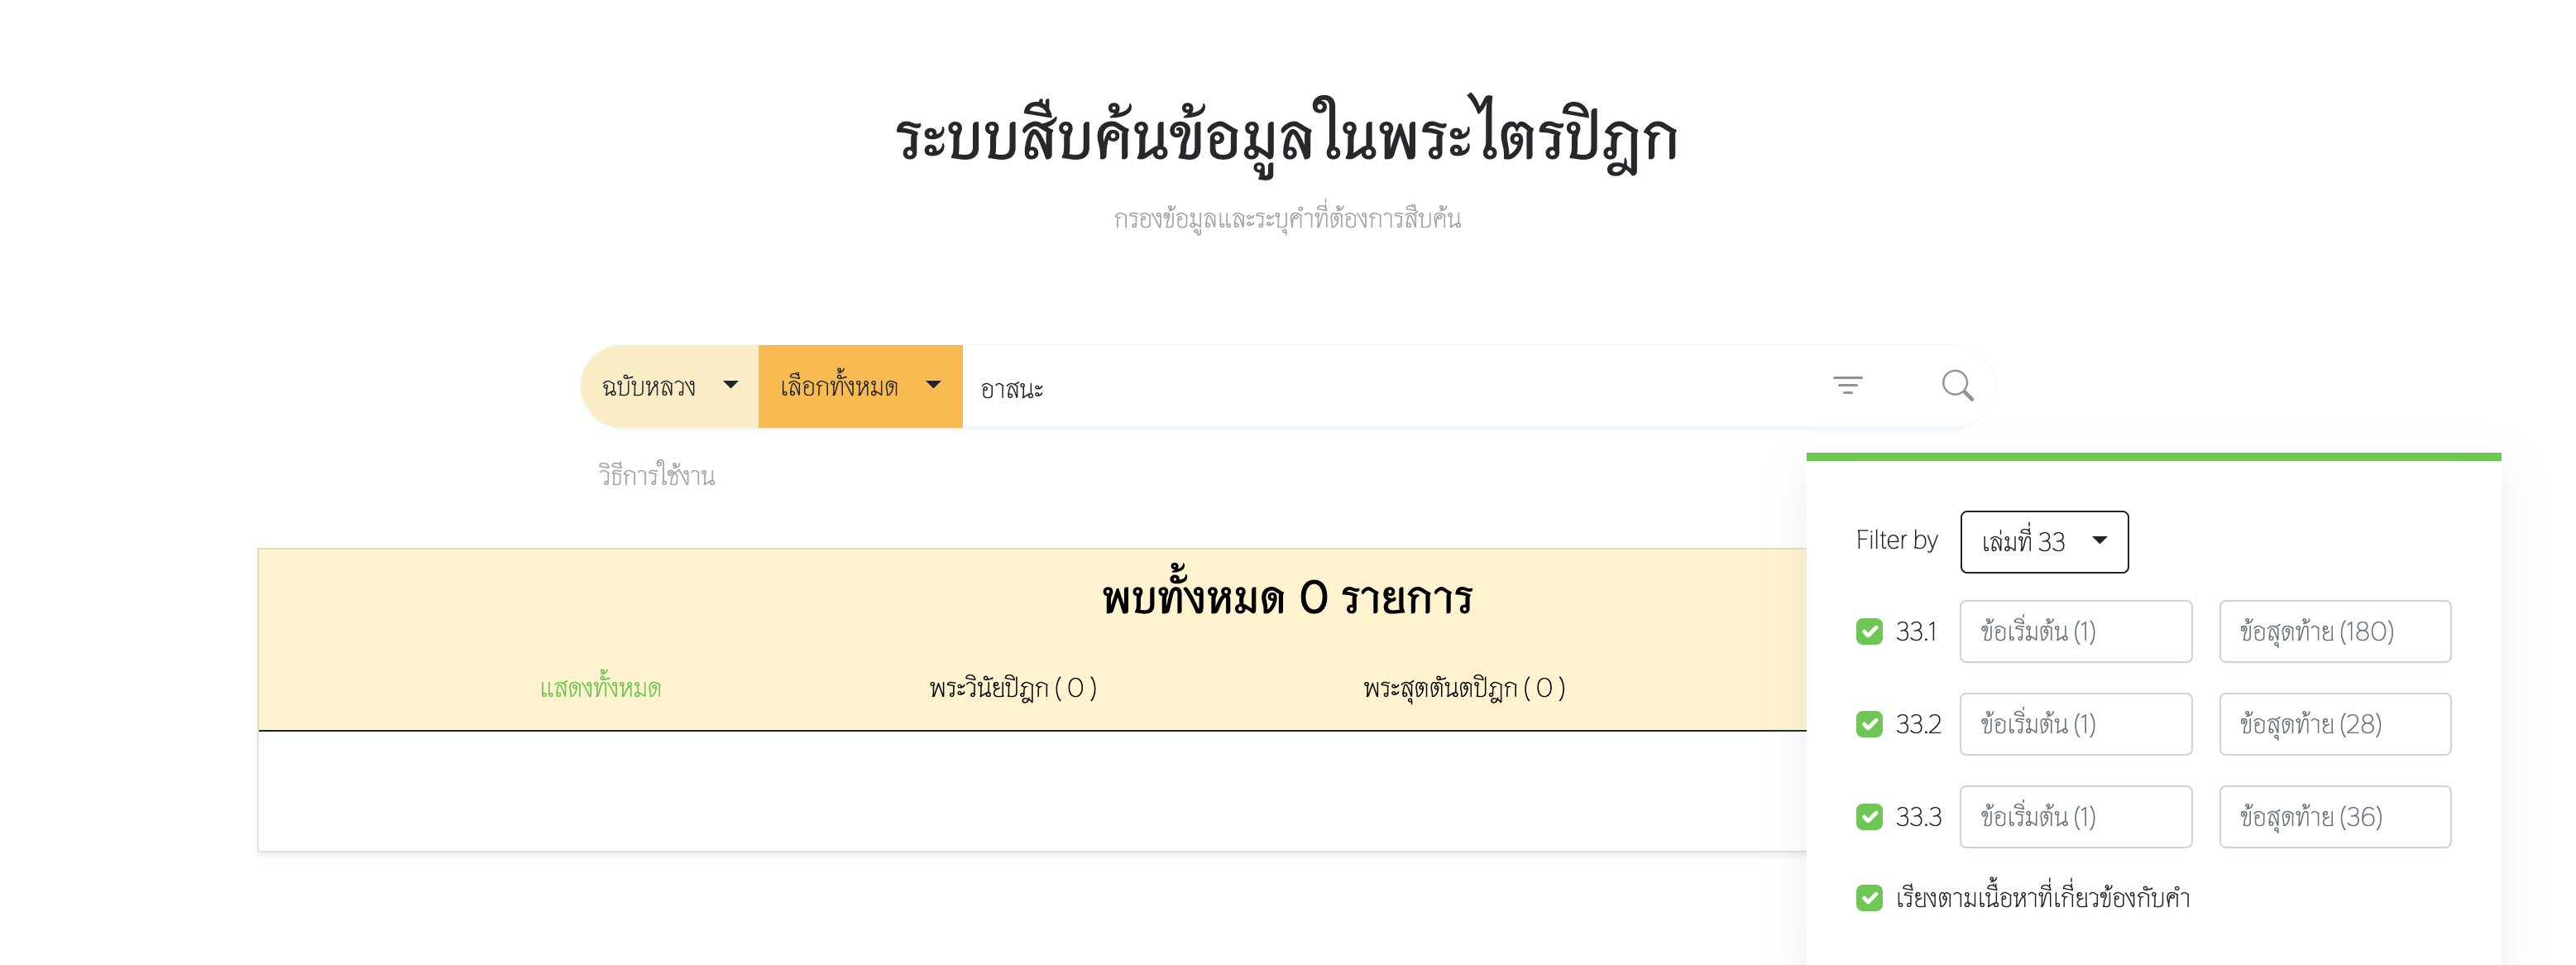 ระบบสืบค้นข้อมูลในพระไตรปิฎก
กรองข้อมูลและระบุคำที่ต้องการสืบค้น
ฉบับหลวง เลือกทั้งหมด อาสนะ
วิธีการใช้งาน
Filter by เล่มที่ 33
พบทั้งหมด 0 รายการ
33.1 ข้อเริ่มต้น (1) ข้อสุดท้าย (180)
แสดงทั้งหมด พระวินัยปิฎก ( 0 ) พระสุตตันตปิฎก ( 0 )
33.2 ข้อเริ่มต้น (1) ข้อสุดท้าย (28)
33.3 ข้อเริ่มต้น (1) ข้อสุดท้าย (36)
เรียงตามเนื้อหาที่เกี่ยวข้องกับคำ